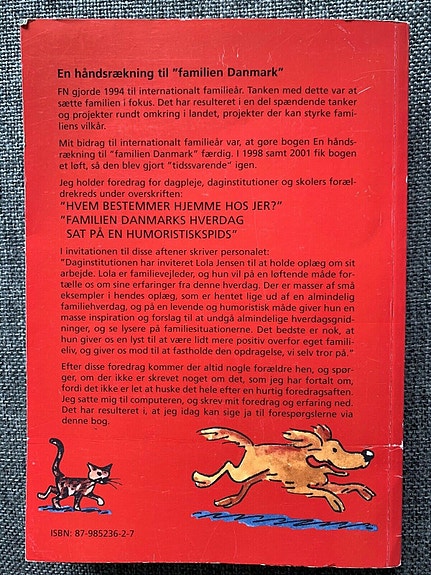 En håndsrækning til "familien Danmark"
FN gjorde 1994 til internationalt familieår. Tanken med dette var at
sætte familien i fokus. Det har resulteret i en del spændende tanker
og projekter rundt omkring i landet, projekter der kan styrke fami-
liens vilkår.
Mit bidrag til internationalt familieår var, at gøre bogen En hånds-
rækning til "familien Danmark" færdig. I 1998 samt 2001 fik bogen
et løft, så den blev gjort "tidssvarende" igen.
Jeg holder foredrag for dagpleje, daginstitutioner og skolers foræl-
drekreds under overskriften:
"HVEM BESTEMMER HJEMME HOS JER?"
"FAMILIEN DANMARKS HVERDAG
SAT PÅ EN HUMORISTISKSPIDS"
I invitationen til disse aftener skriver personalet:
"Daginstitutionen har inviteret Lola Jensen til at holde oplæg om sit
arbejde. Lola er familievejleder, og hun vil på en løftende måde for-
tælle os om sine erfaringer fra denne hverdag. Der er masser af små
eksempler i hendes oplæg, som er hentet lige ud af en almindelig
familiehverdag, og på en levende og humoristisk måde giver hun en
masse inspiration og forslag til at undgå almindelige hverdagsgnid-
ninger, og se lysere på familiesituationerne. Det bedste er nok, at
hun giver os en lyst til at være lidt mere positiv overfor eget famili-
eliv, og giver os mod til at fastholde den opdragelse, vi selv tror på."
Efter disse foredrag kommer der altid nogle forældre hen, og spør-
ger, om der ikke er skrevet noget om det, som jeg har fortalt om,
fordi det ikke er let at huske det hele efter en hurtig foredragsaften.
Jeg satte mig til computeren, og skrev mit foredrag og erfaring ned.
Det har resulteret i, at jeg idag kan sige ja til forespørgslerne via
denne bog.
ISBN: 87-985236-2-7